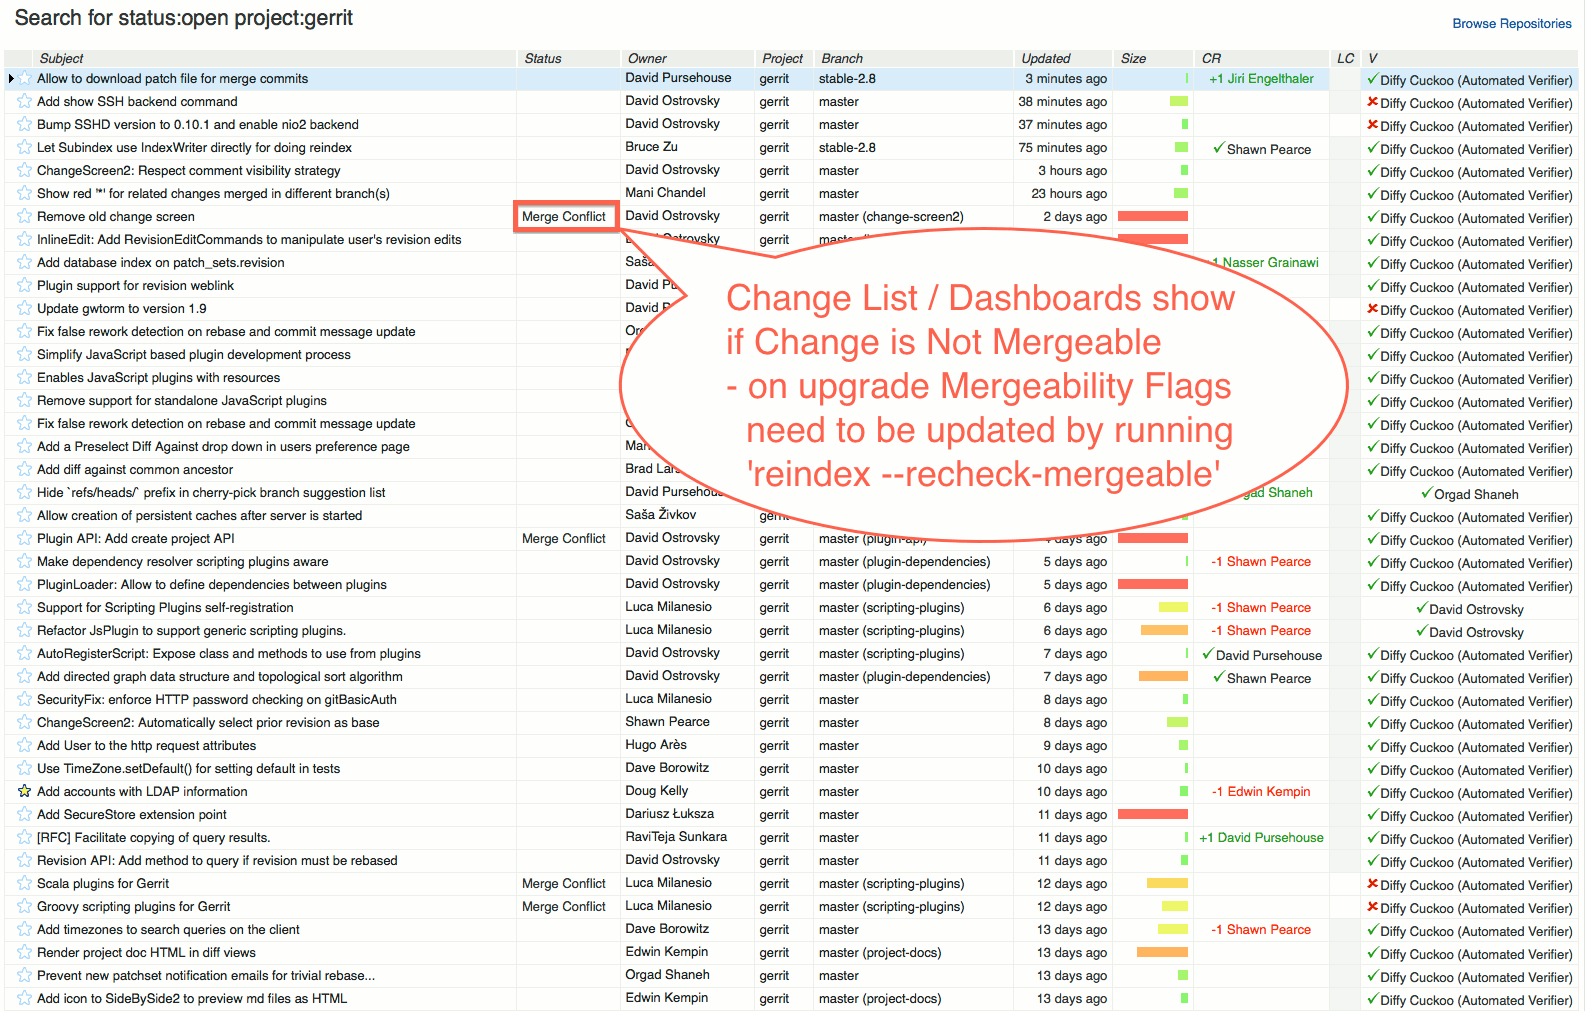 Search for status:open project:gerrit
Browse Repositories
Subject Status Owner Project Branch Updated Size CR LC V
Allow to download patch file for merge commits David Pursehouse gerrit stable-2.8 3 minutes ago +1 Jiri Engelthaler ✓Diffy Cuckoo (Automated Verifier)
Add show SSH backend command David Ostrovsky gerrit master 38 minutes ago ✗Diffy Cuckoo (Automated Verifier)
Bump SSHD version to 0.10.1 and enable nio2 backend David Ostrovsky gerrit master 37 minutes ago ✗Diffy Cuckoo (Automated Verifier)
Let Subindex use IndexWriter directly for doing reindex Bruce Zu gerrit stable-2.8 75 minutes ago ✓Shawn Pearce ✓Diffy Cuckoo (Automated Verifier)
ChangeScreen2: Respect comment visibility strategy David Ostrovsky gerrit master 3 hours ago ✓Diffy Cuckoo (Automated Verifier)
Show red '*' for related changes merged in different branch(s) Mani Chandel gerrit master 23 hours ago ✓Diffy Cuckoo (Automated Verifier)
Remove old change screen Merge Conflict David Ostrovsky gerrit master (change-screen2) 2 days ago ✓Diffy Cuckoo (Automated Verifier)
InlineEdit: Add RevisionEditCommands to manipulate user's revision edits Ostrovsky gerrit ✓Diffy Cuckoo (Automated Verifier)
Add database index on patch_sets.revision Saša Nasser Grainawi ✓Diffy Cuckoo (Automated Verifier)
Plugin support for revision weblink David ✓Diffy Cuckoo (Automated Verifier)
Update gwtorm to version 1.9 David ✗Diffy Cuckoo (Automated Verifier)
Fix false rework detection on rebase and commit message update ✓Diffy Cuckoo (Automated Verifier)
Simplify JavaScript based plugin development process ✓Diffy Cuckoo (Automated Verifier)
Enables JavaScript plugins with resources ✓Diffy Cuckoo (Automated Verifier)
Remove support for standalone JavaScript plugins ✓Diffy Cuckoo (Automated Verifier)
Fix false rework detection on rebase and commit message update ✓Diffy Cuckoo (Automated Verifier)
Add a Preselect Diff Against drop down in users preference page ✓Diffy Cuckoo (Automated Verifier)
Add diff against common ancestor Brad ✓Diffy Cuckoo (Automated Verifier)
Hide `refs/heads/` prefix in cherry-pick branch suggestion list David Shaneh ✓Orgad Shaneh
Allow creation of persistent caches after server is started Saša Živkov ✓Diffy Cuckoo (Automated Verifier)
Plugin API: Add create project API Merge Conflict David Ostrovsky gerrit master (plugin-api) days ago ✓Diffy Cuckoo (Automated Verifier)
Make dependency resolver scripting plugins aware David Ostrovsky gerrit master (plugin-dependencies) 5 days ago -1 Shawn Pearce ✓Diffy Cuckoo (Automated Verifier)
PluginLoader: Allow to define dependencies between plugins David Ostrovsky gerrit master (plugin-dependencies) 5 days ago ✓Diffy Cuckoo (Automated Verifier)
Support for Scripting Plugins self-registration Luca Milanesio gerrit master (scripting-plugins) 6 days ago -1 Shawn Pearce ✓David Ostrovsky
Refactor JsPlugin to support generic scripting plugins. Luca Milanesio gerrit master (scripting-plugins) 6 days ago -1 Shawn Pearce ✓David Ostrovsky
AutoRegisterScript: Expose class and methods to use from plugins David Ostrovsky gerrit master (scripting-plugins) 7 days ago ✓David Pursehouse ✓Diffy Cuckoo (Automated Verifier)
Add directed graph data structure and topological sort algorithm David Ostrovsky gerrit master (plugin-dependencies) 7 days ago ✓Shawn Pearce ✓Diffy Cuckoo (Automated Verifier)
SecurityFix: enforce HTTP password checking on gitBasicAuth Luca Milanesio gerrit master 8 days ago ✓Diffy Cuckoo (Automated Verifier)
ChangeScreen2: Automatically select prior revision as base Shawn Pearce gerrit master 8 days ago ✓Diffy Cuckoo (Automated Verifier)
Add User to the http request attributes Hugo Arès gerrit master 9 days ago ✓Diffy Cuckoo (Automated Verifier)
Use TimeZone.setDefault() for setting default in tests Dave Borowitz gerrit master 10 days ago ✓Diffy Cuckoo (Automated Verifier)
Add accounts with LDAP information Doug Kelly gerrit master 10 days ago -1 Edwin Kempin ✓Diffy Cuckoo (Automated Verifier)
Add SecureStore extension point Dariusz Łuksza gerrit master 11 days ago ✓Diffy Cuckoo (Automated Verifier)
[RFC] Facilitate copying of query results. RaviTeja Sunkara gerrit master 11 days ago +1 David Pursehouse ✓Diffy Cuckoo (Automated Verifier)
Revision API: Add method to query if revision must be rebased David Ostrovsky gerrit master 11 days ago ✓Diffy Cuckoo (Automated Verifier)
Scala plugins for Gerrit Merge Conflict Luca Milanesio gerrit master (scripting-plugins) 12 days ago ✗Diffy Cuckoo (Automated Verifier)
Groovy scripting plugins for Gerrit Merge Conflict Luca Milanesio gerrit master (scripting-plugins) 12 days ago ✗Diffy Cuckoo (Automated Verifier)
Add timezones to search queries on the client Dave Borowitz gerrit master 13 days ago -1 Shawn Pearce ✓Diffy Cuckoo (Automated Verifier)
Render project doc HTML in diff views Edwin Kempin gerrit master (project-docs) 13 days ago ✓Diffy Cuckoo (Automated Verifier)
Prevent new patchset notification emails for trivial rebase... Orgad Shaneh gerrit master 13 days ago ✓Diffy Cuckoo (Automated Verifier)
Add icon to SideBySide2 to preview md files as HTML Edwin Kempin gerrit master (project-docs) 13 days ago ✓Diffy Cuckoo (Automated Verifier)
Change List / Dashboards show
if Change is Not Mergeable
- on upgrade Mergeability Flags
need to be updated by running
'reindex --recheck-mergeable'